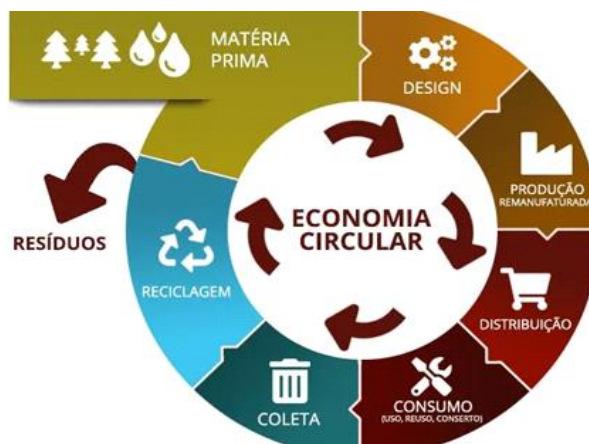 MATÉRIA
PRIMA
DESIGN
PRODUÇÃO
REMANUFATURADA
DISTRIBUIÇÃO
CONSUMO
(USO, REUSO, CONSERTO)
COLETA
RECICLAGEM
RESÍDUOS
ECONOMIA
CIRCULAR